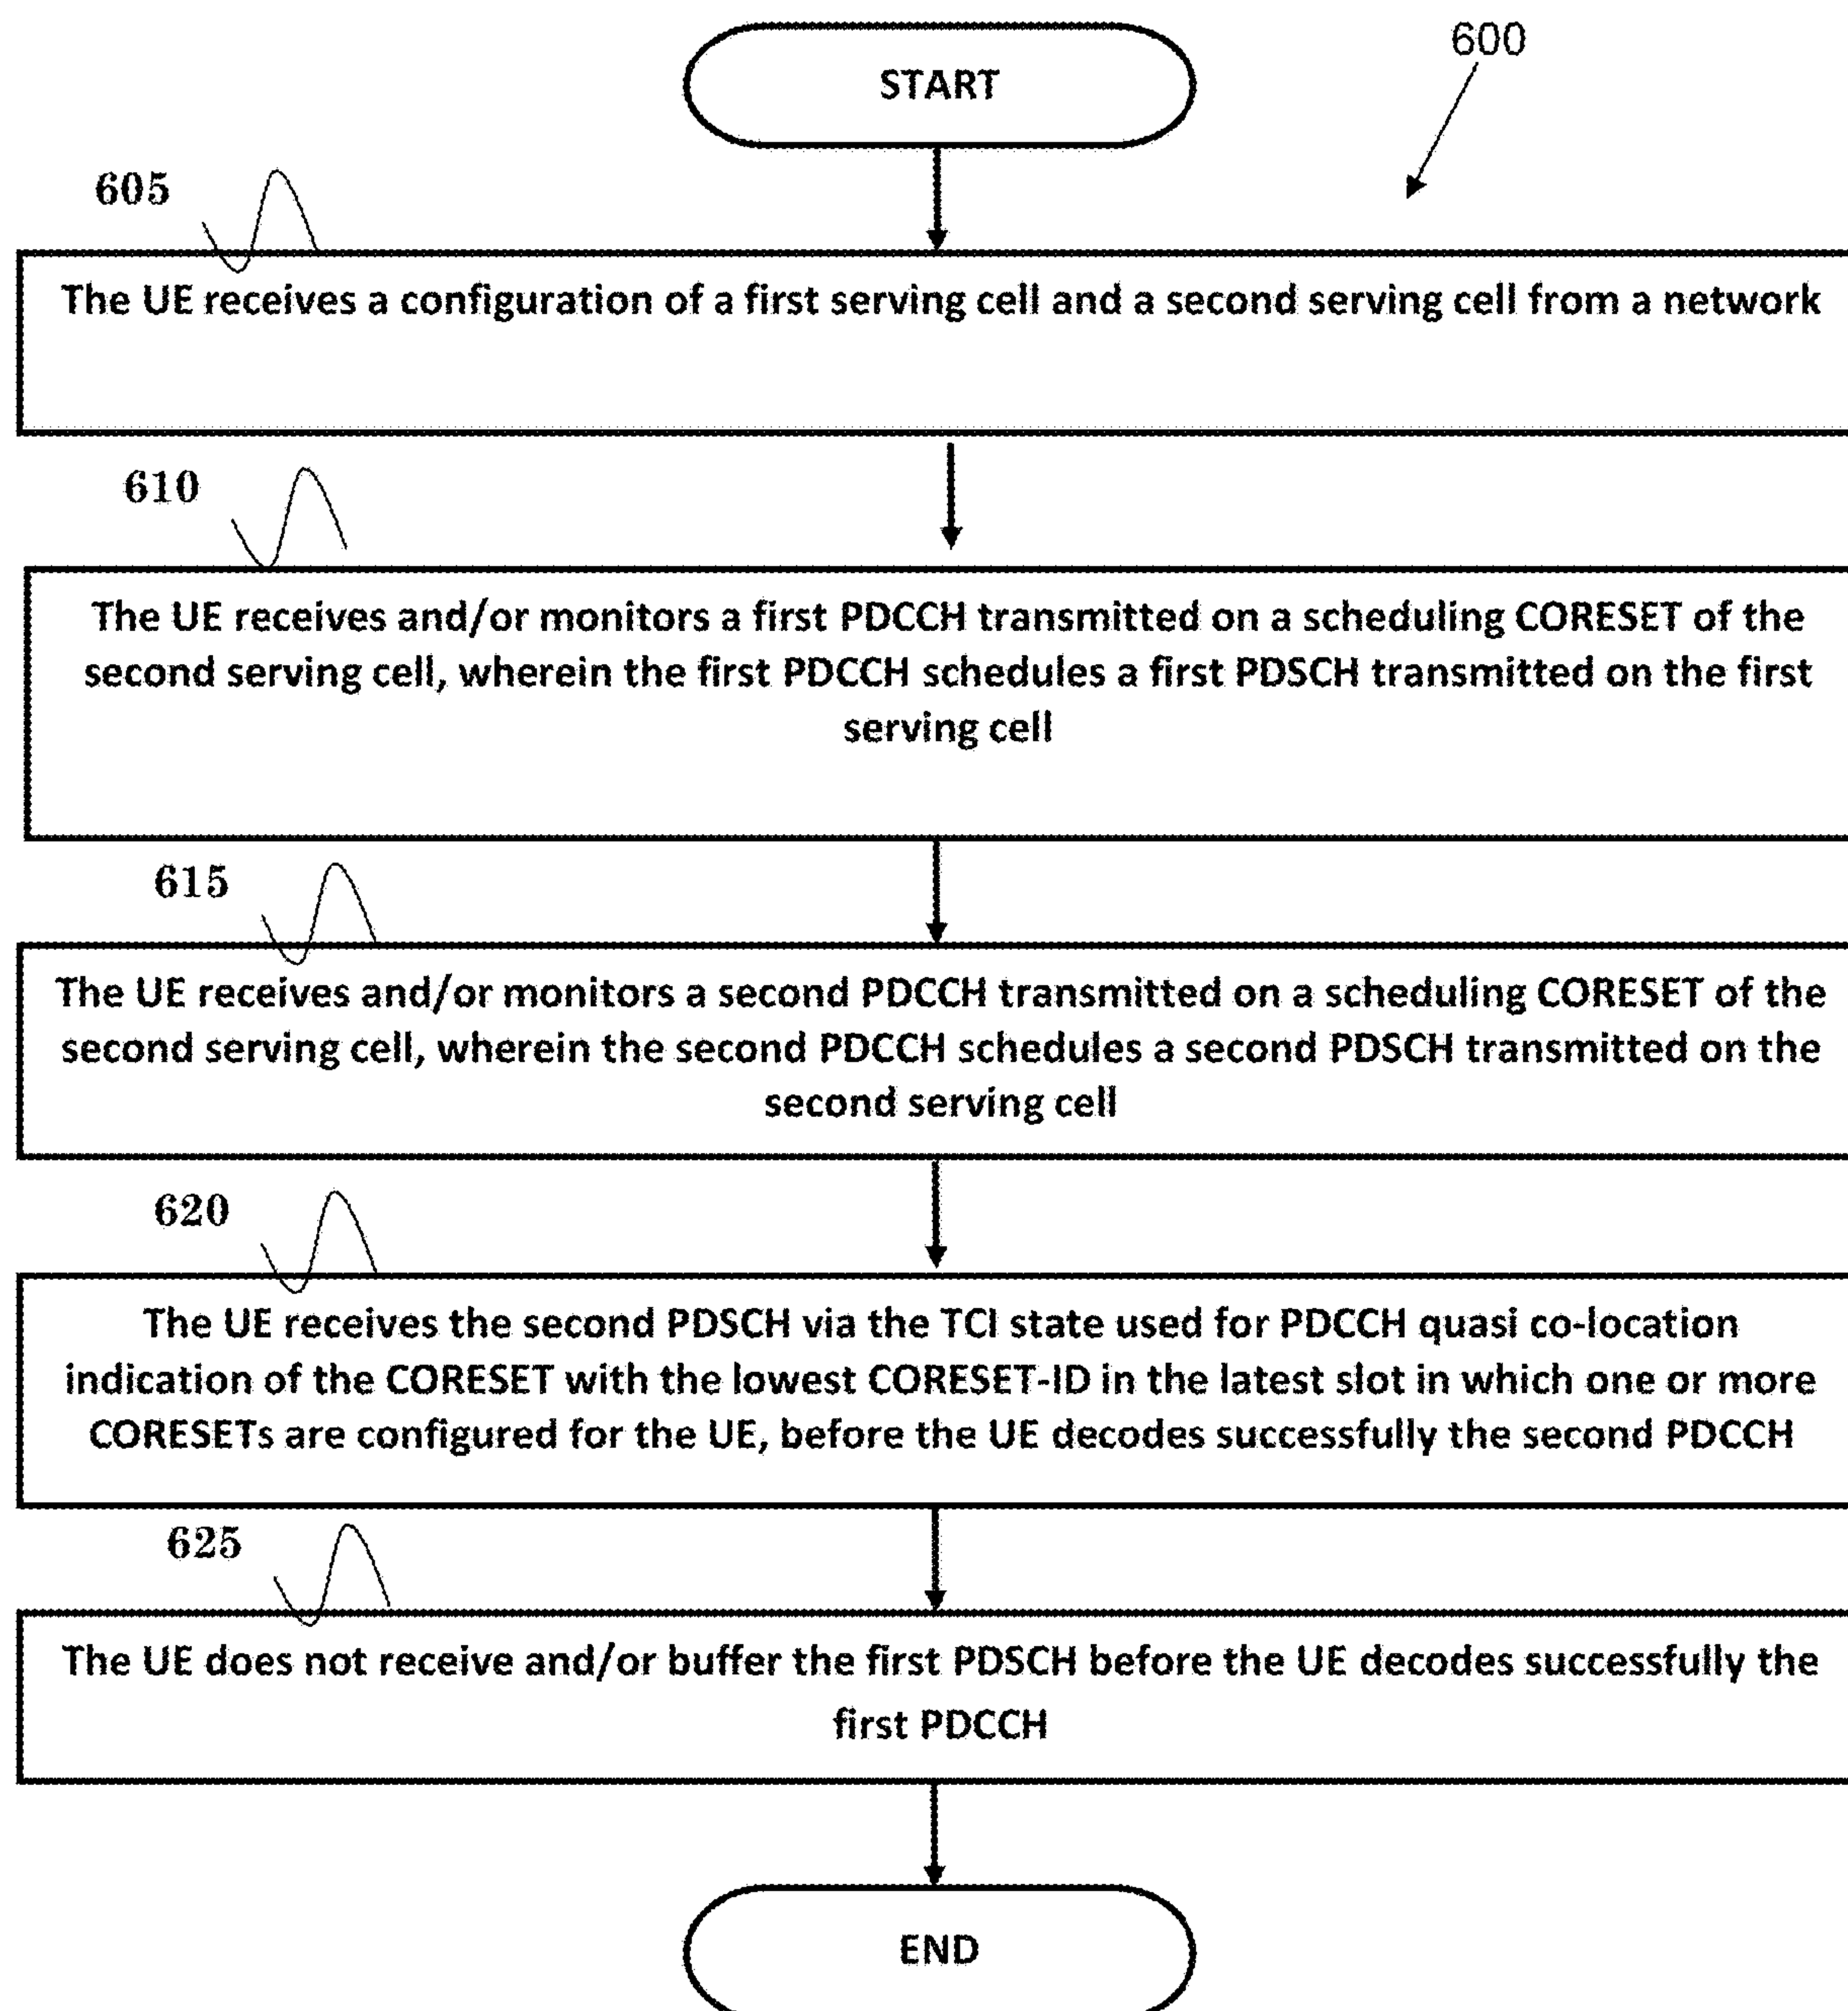 START
600
605
The UE receives a configuration of a first serving cell and a second serving cell from a network
610
The UE receives and/or monitors a first PDCCH transmitted on a scheduling CORESET of the
second serving cell, wherein the first PDCCH schedules a first PDSCH transmitted on the first
serving cell
615
The UE receives and/or monitors a second PDCCH transmitted on a scheduling CORESET of the
second serving cell, wherein the second PDCCH schedules a second PDSCH transmitted on the
second serving cell
620
The UE receives the second PDSCH via the TCI state used for PDCCH quasi co-location
indication of the CORESET with the lowest CORESET-ID in the latest slot in which one or more
CORESETs are configured for the UE, before the UE decodes successfully the second PDCCH
625
The UE does not receive and/or buffer the first PDSCH before the UE decodes successfully the
first PDCCH
END